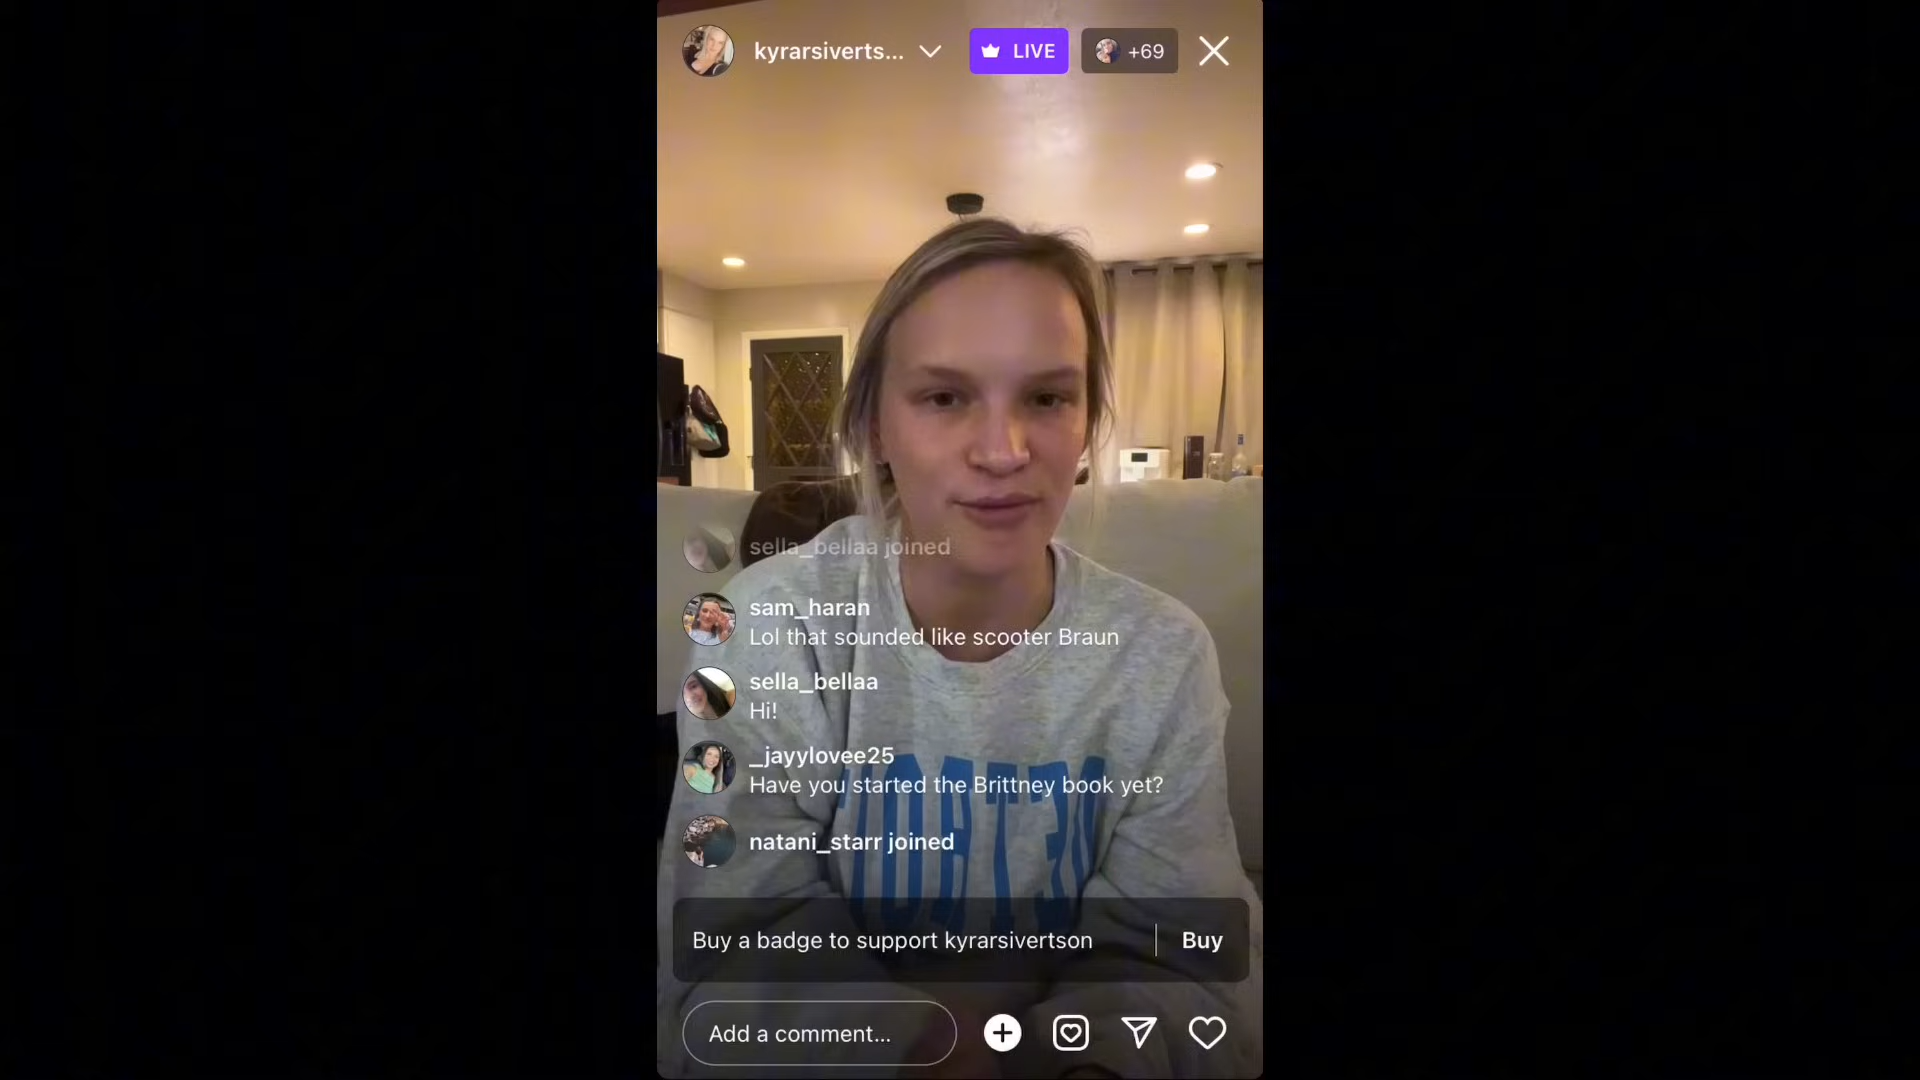 kyrarsiverts...
LIVE
+69
sella_bellaa joined
sam_haran
Lol that sounded like scooter Braun
sella_bellaa
Hi!
_jayylovee25
Have you started the Brittney book yet?
natani_starr joined
Buy a badge to support kyrarsivertson
Buy
Add a comment...